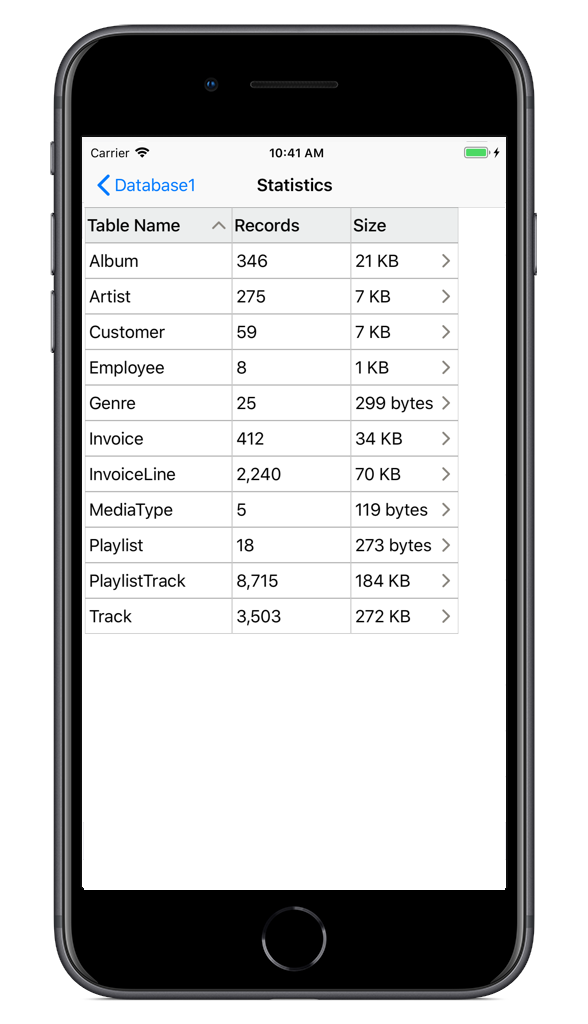 Carrier 10:41 AM
Database1 Statistics
Table Name Records Size
Album 346 21 KB
Artist 275 7 KB
Customer 59 7 KB
Employee 8 1 KB
Genre 25 299 bytes
Invoice 412 34 KB
InvoiceLine 2,240 70 KB
MediaType 5 119 bytes
Playlist 18 273 bytes
PlaylistTrack 8,715 184 KB
Track 3,503 272 KB